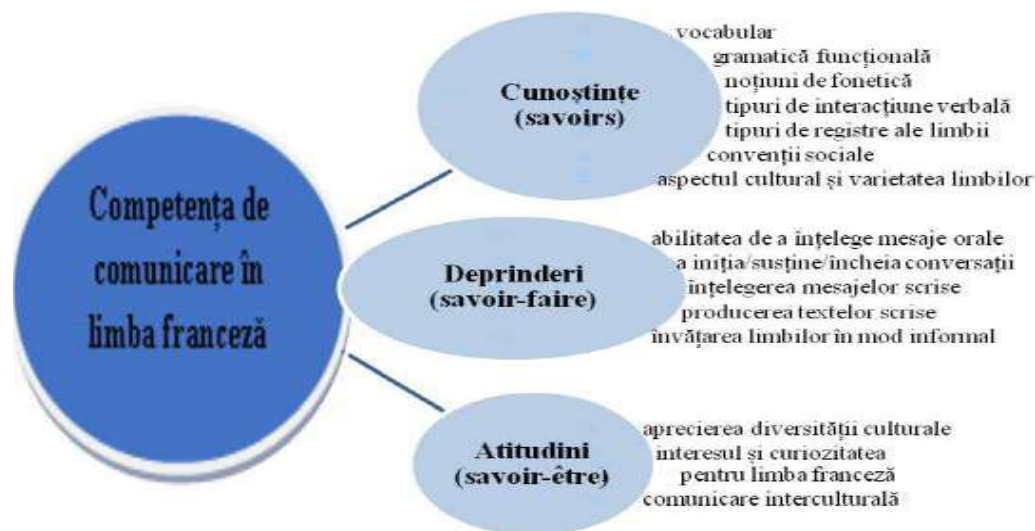 Competența de
comunicare în
limba franceză
Cunoștințe
(savoirs)
vocabular
gramatică funcțională
noțiuni de fonetică
tipuri de interacțiune verbală
tipuri de registre ale limbii
convenții sociale
aspectul cultural și varietatea limbilor
Deprinderi
(savoir-faire)
abilitatea de a înțelege mesaje orale
a iniția/susține/încheia conversații
înțelegerea mesajelor scrise
producerea textelor scrise
învățarea limbilor în mod informal
Atitudini
(savoir-être)
aprecierea diversității culturale
interesul și curiozitatea
pentru limba franceză
comunicare interculturală